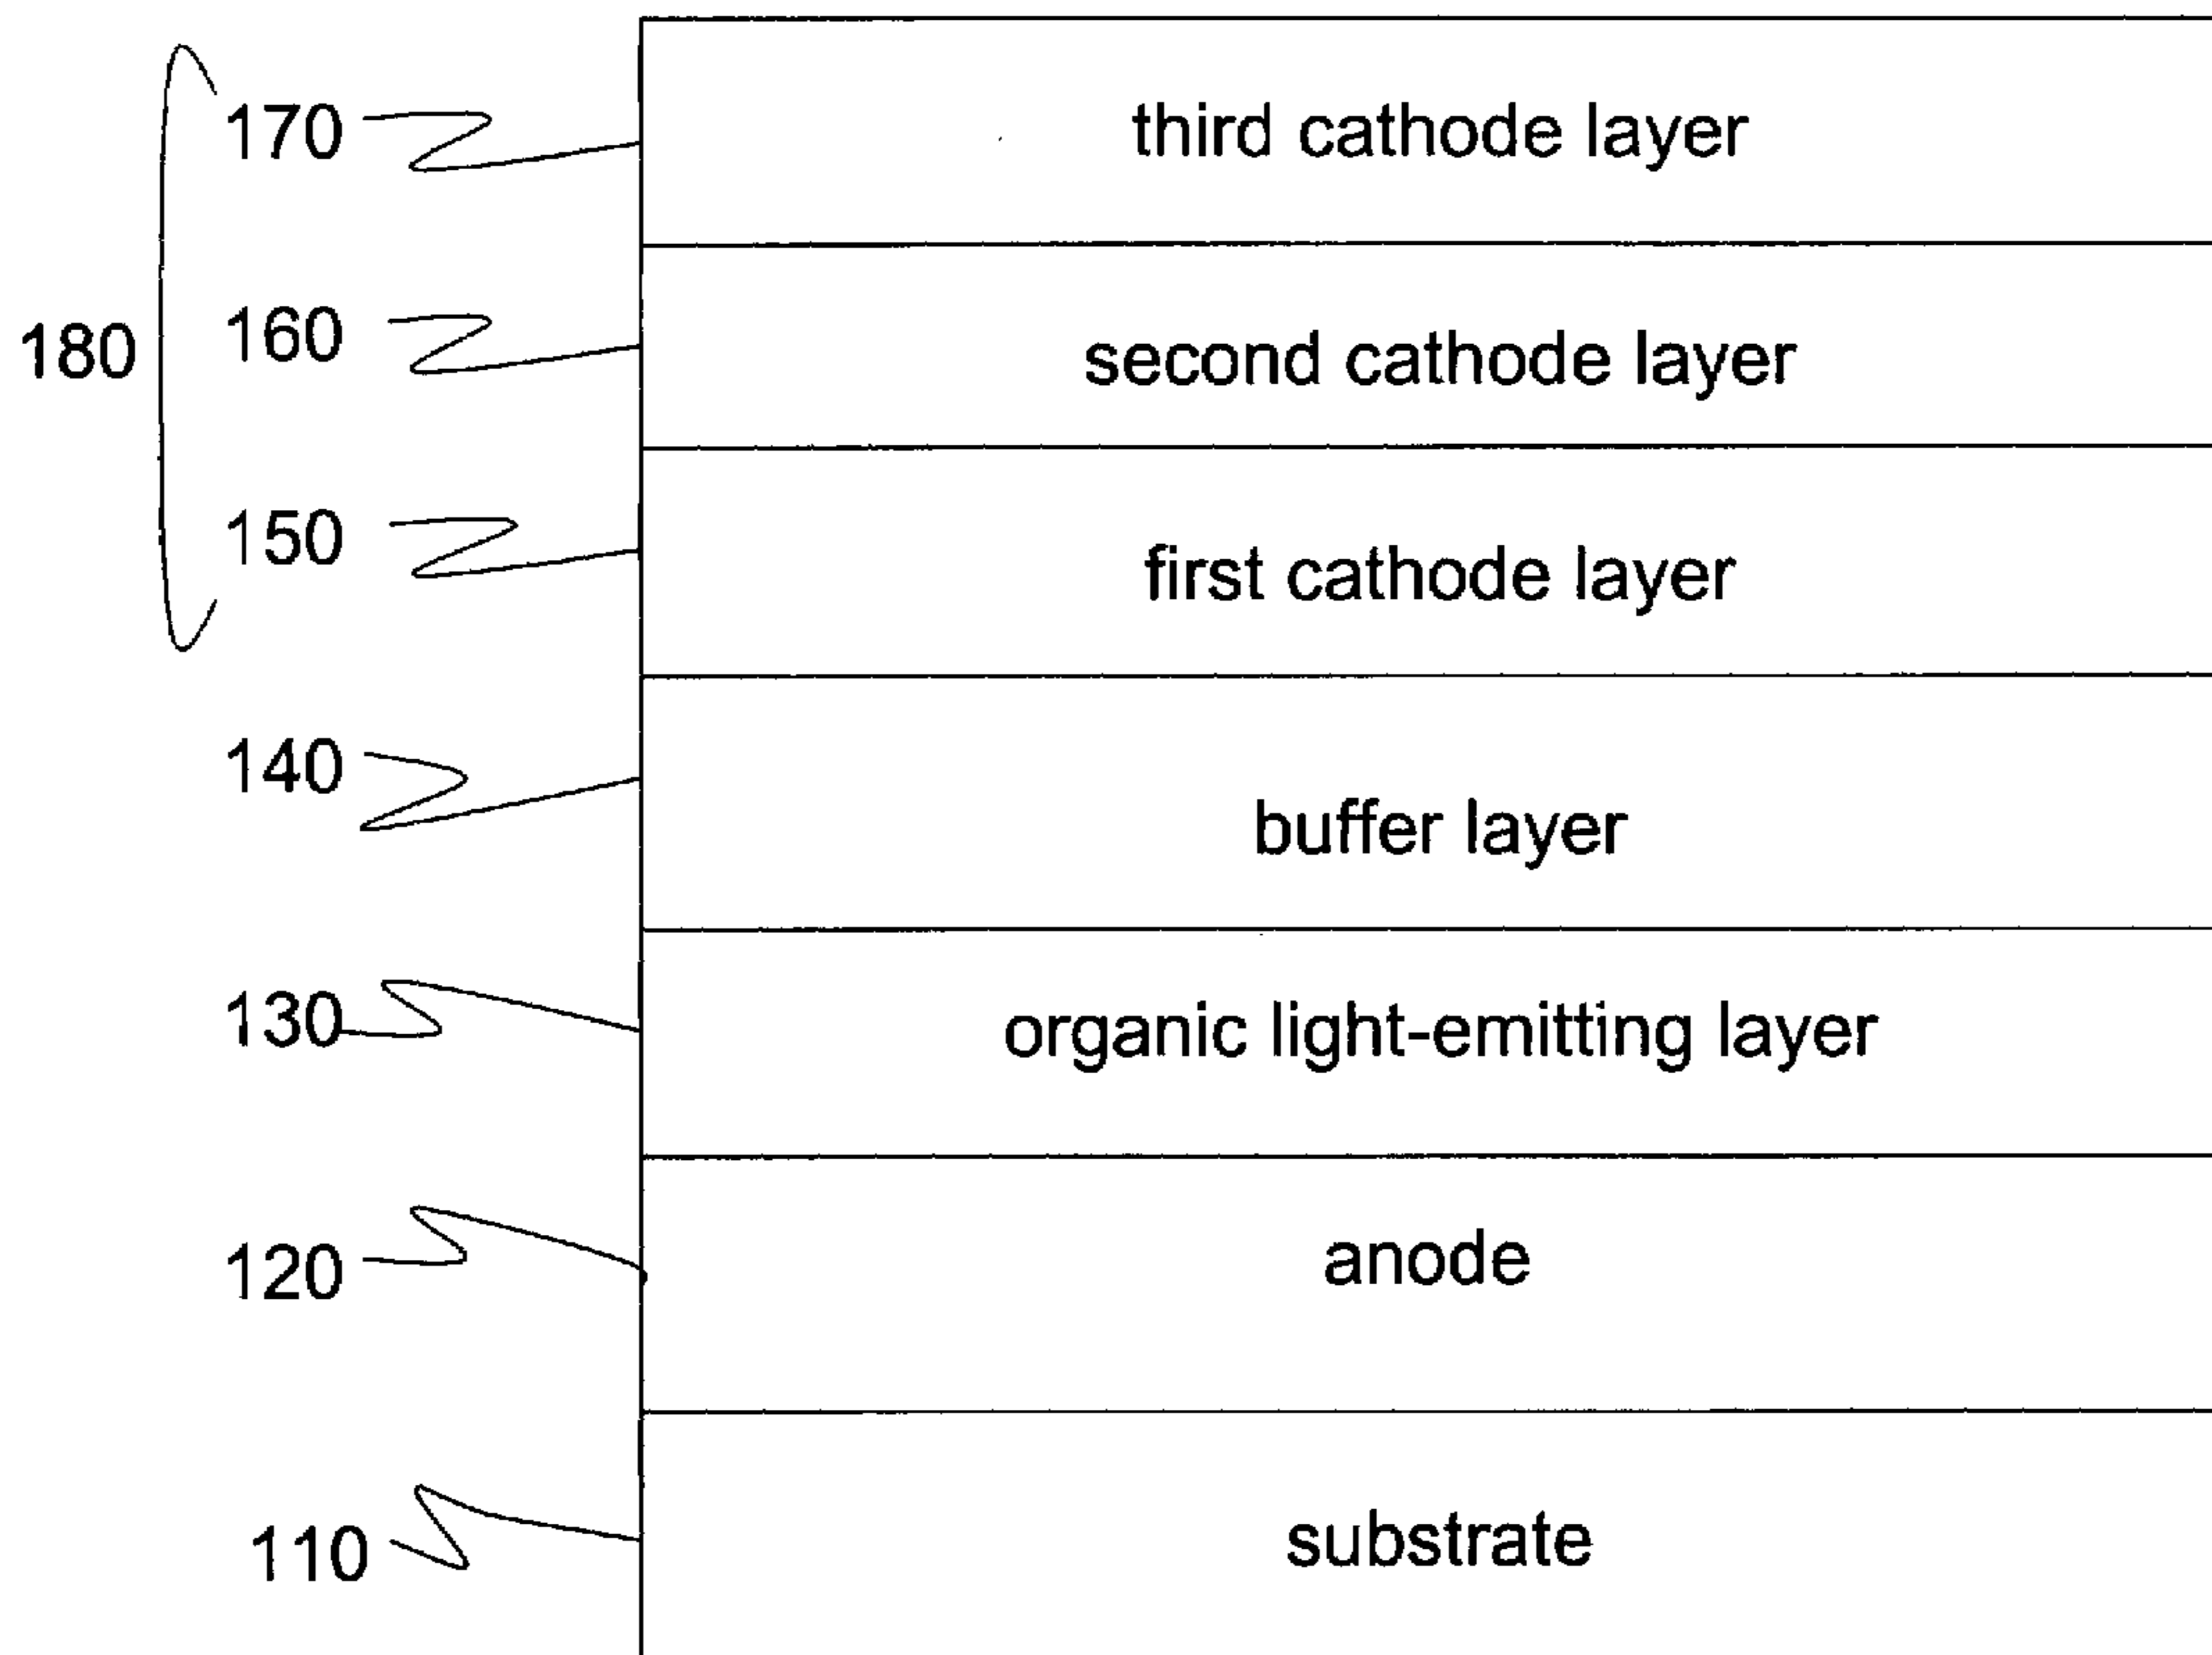 170 third cathode layer
180 160 second cathode layer
150 first cathode layer
140 buffer layer
130 organic light-emitting layer
120 anode
110 substrate